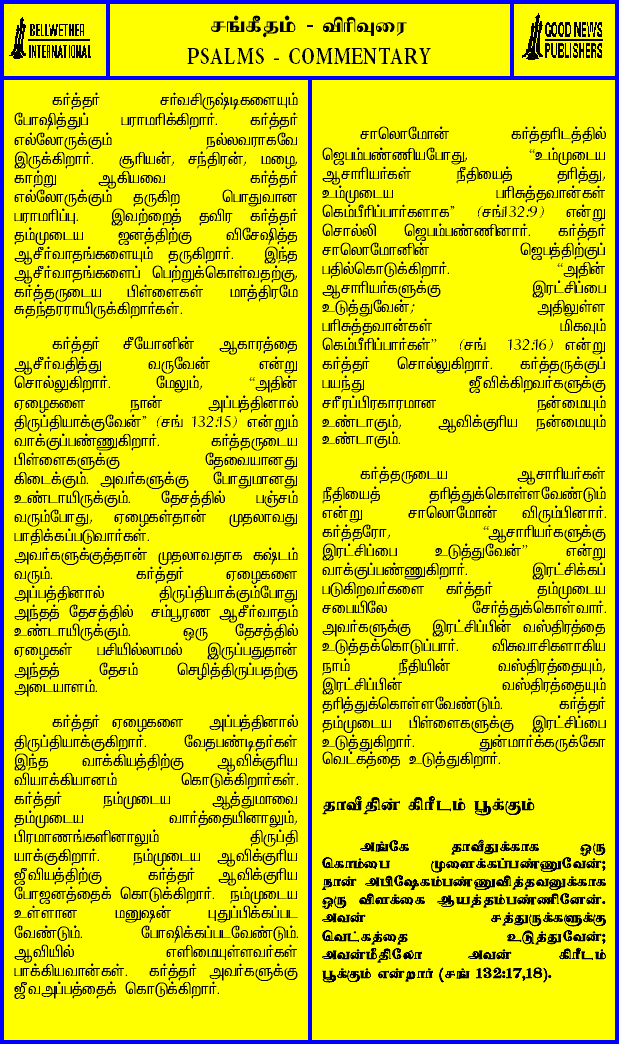 BELLWETHER
INTERNATIONAL
சங்கீதம் - விரிவுரை
PSALMS - COMMENTARY
GOOD NEWS
PUBLISHERS
கர்த்தர் சர்வசிருஷ்டிகளையும்
போஷித்துப் பராமரிக்கிறார். கர்த்தர்
எல்லோருக்கும் நல்லவராகவே
இருக்கிறார். சூரியன், சந்திரன், மழை,
காற்று ஆகியவை கர்த்தர்
எல்லோருக்கும் தருகிற பொதுவான
பராமரிப்பு. இவற்றைத் தவிர கர்த்தர்
தம்முடைய ஜனத்திற்கு விசேஷித்த
ஆசீர்வாதங்களையும் தருகிறார். இந்த
ஆசீர்வாதங்களைப் பெற்றுக்கொள்வதற்கு,
கர்த்தருடைய பிள்ளைகள் மாத்திரமே
சுதந்தரராயிருக்கிறார்கள்.
கர்த்தர் சீயோனின் ஆகாரத்தை
ஆசீர்வதித்து வருவேன் என்று
சொல்லுகிறார். மேலும், “அதின்
ஏழைகளை நான் அப்பத்தினால்
திருப்தியாக்குவேன்” (சங் 132:15) என்றும்
வாக்குப்பண்ணுகிறார். கர்த்தருடைய
பிள்ளைகளுக்கு தேவையானது
கிடைக்கும். அவர்களுக்கு போதுமானது
உண்டாயிருக்கும். தேசத்தில் பஞ்சம்
வரும்போது, ஏழைகள்தான் முதலாவது
பாதிக்கப்படுவார்கள்.
அவர்களுக்குத்தான் முதலாவதாக கஷ்டம்
வரும். கர்த்தர் ஏழைகளை
அப்பத்தினால் திருப்தியாக்கும்போது
அந்தத் தேசத்தில் சம்பூரண ஆசீர்வாதம்
உண்டாயிருக்கும். ஒரு தேசத்தில்
ஏழைகள் பசியில்லாமல் இருப்பதுதான்
அந்தத் தேசம் செழித்திருப்பதற்கு
அடையாளம்.
கர்த்தர் ஏழைகளை அப்பத்தினால்
திருப்தியாக்குகிறார். வேதபண்டிதர்கள்
இந்த வாக்கியத்திற்கு ஆவிக்குரிய
வியாக்கியானம் கொடுக்கிறார்கள்.
கர்த்தர் நம்முடைய ஆத்துமாவை
தம்முடைய வார்த்தையினாலும்,
பிரமாணங்களினாலும் திருப்தி
யாக்குகிறார். நம்முடைய ஆவிக்குரிய
ஜீவியத்திற்கு கர்த்தர் ஆவிக்குரிய
போஜனத்தைக் கொடுக்கிறார். நம்முடைய
உள்ளான மனுஷன் புதுப்பிக்கப்பட
வேண்டும். போஷிக்கப்படவேண்டும்.
ஆவியில் எளிமையுள்ளவர்கள்
பாக்கியவான்கள். கர்த்தர் அவர்களுக்கு
ஜீவஅப்பத்தைக் கொடுக்கிறார்.
சாலொமோன் கர்த்தரிடத்தில்
ஜெபம்பண்ணியபோது, “உம்முடைய
ஆசாரியர்கள் நீதியைத் தரித்து,
உம்முடைய பரிசுத்தவான்கள்
கெம்பீரிப்பார்களாக” (சங்132:9) என்று
சொல்லி ஜெபம்பண்ணினார். கர்த்தர்
சாலொமோனின் ஜெபத்திற்குப்
பதில்கொடுக்கிறார். “அதின்
ஆசாரியர்களுக்கு இரட்சிப்பை
உடுத்துவேன்; அதிலுள்ள
பரிசுத்தவான்கள் மிகவும்
கெம்பீரிப்பார்கள்” (சங் 132:16) என்று
கர்த்தர் சொல்லுகிறார். கர்த்தருக்குப்
பயந்து ஜீவிக்கிறவர்களுக்கு
சரீரப்பிரகாரமான நன்மையும்
உண்டாகும், ஆவிக்குரிய நன்மையும்
உண்டாகும்.
கர்த்தருடைய ஆசாரியர்கள்
நீதியைத் தரித்துக்கொள்ளவேண்டும்
என்று சாலொமோன் விரும்பினார்.
கர்த்தரோ, “ஆசாரியர்களுக்கு
இரட்சிப்பை உடுத்துவேன்” என்று
வாக்குப்பண்ணுகிறார். இரட்சிக்கப்
படுகிறவர்களை கர்த்தர் தம்முடைய
சபையிலே சேர்த்துக்கொள்வார்.
அவர்களுக்கு இரட்சிப்பின் வஸ்திரத்தை
உடுத்தக்கொடுப்பார். விசுவாசிகளாகிய
நாம் நீதியின் வஸ்திரத்தையும்,
இரட்சிப்பின் வஸ்திரத்தையும்
தரித்துக்கொள்ளவேண்டும். கர்த்தர்
தம்முடைய பிள்ளைகளுக்கு இரட்சிப்பை
உடுத்துகிறார். துன்மார்க்கருக்கோ
வெட்கத்தை உடுத்துகிறார்.
தாவீதின் கிரீடம் பூக்கும்
அங்கே தாவீதுக்காக ஒரு
கொம்பை முளைக்கப்பண்ணுவேன்;
நான் அபிஷேகம்பண்ணுவித்தவனுக்காக
ஒரு விளக்கை ஆயத்தம்பண்ணினேன்.
அவன் சத்துருக்களுக்கு
வெட்கத்தை உடுத்துவேன்;
அவன்மீதிலோ அவன் கிரீடம்
பூக்கும் என்றார் (சங் 132:17,18).